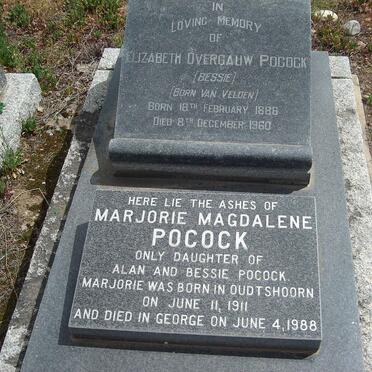 IN
LOVING MEMORY
OF
ELIZABETH OVERGAUW POCOCK
(BESSIE)
(BORN VAN VELDEN)
BORN 18TH FEBRUARY 1886
DIED 8TH DECEMBER 1960
HERE LIE THE ASHES OF
MARJORIE MAGDALENE
POCOCK
ONLY DAUGHTER OF
ALAN AND BESSIE POCOCK
MARJORIE WAS BORN IN OUDTSHOORN
ON JUNE 11, 1911
AND DIED IN GEORGE ON JUNE 4, 1988